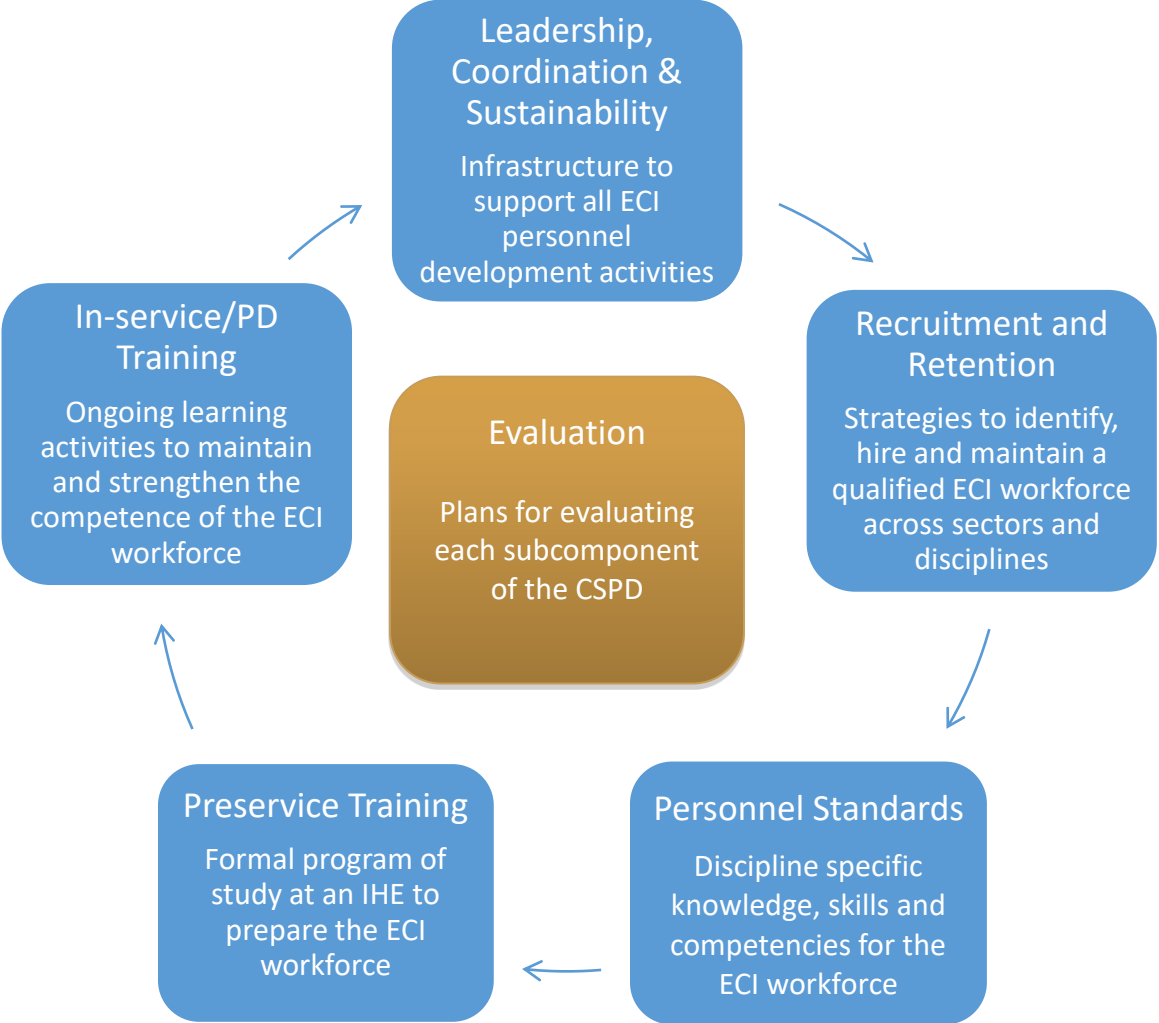 Leadership,
Coordination &
Sustainability
Infrastructure to
support all ECI
personnel
development activities
Recruitment and
Retention
Strategies to identify,
hire and maintain a
qualified ECI workforce
across sectors and
disciplines
Personnel Standards
Discipline specific
knowledge, skills and
competencies for the
ECI workforce
Preservice Training
Formal program of
study at an IHE to
prepare the ECI
workforce
In-service/PD
Training
Ongoing learning
activities to maintain
and strengthen the
competence of the ECI
workforce
Evaluation
Plans for evaluating
each subcomponent
of the CSPD